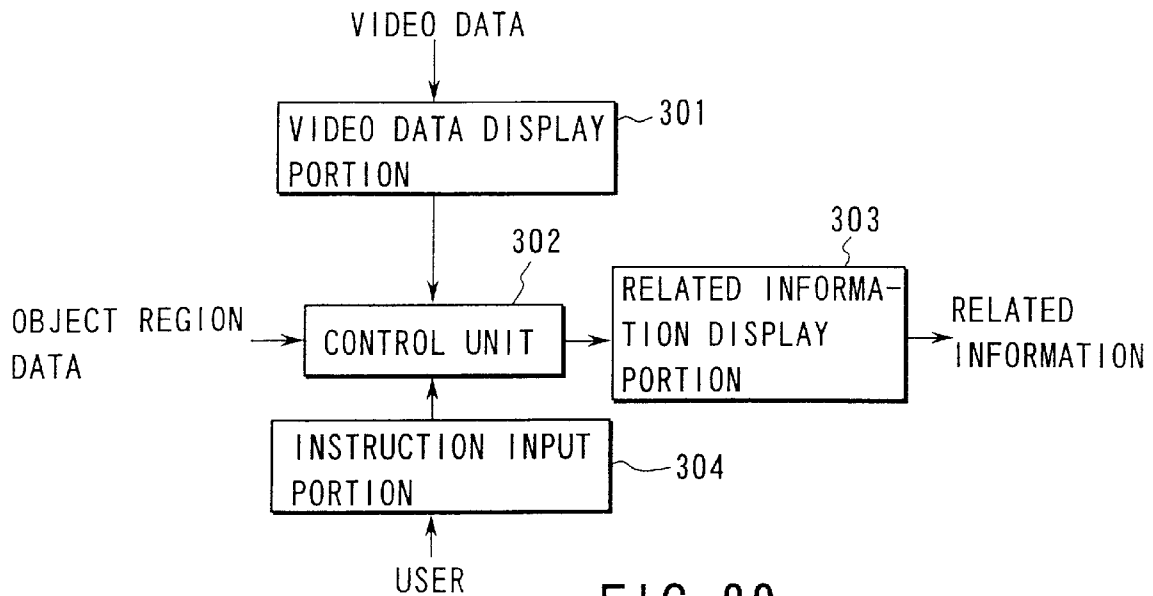 VIDEO DATA
VIDEO DATA DISPLAY
PORTION
301
302
303
OBJECT REGION
DATA
CONTROL UNIT
RELATED INFORMA-
TION DISPLAY
PORTION
RELATED
INFORMATION
INSTRUCTION INPUT
PORTION
304
USER